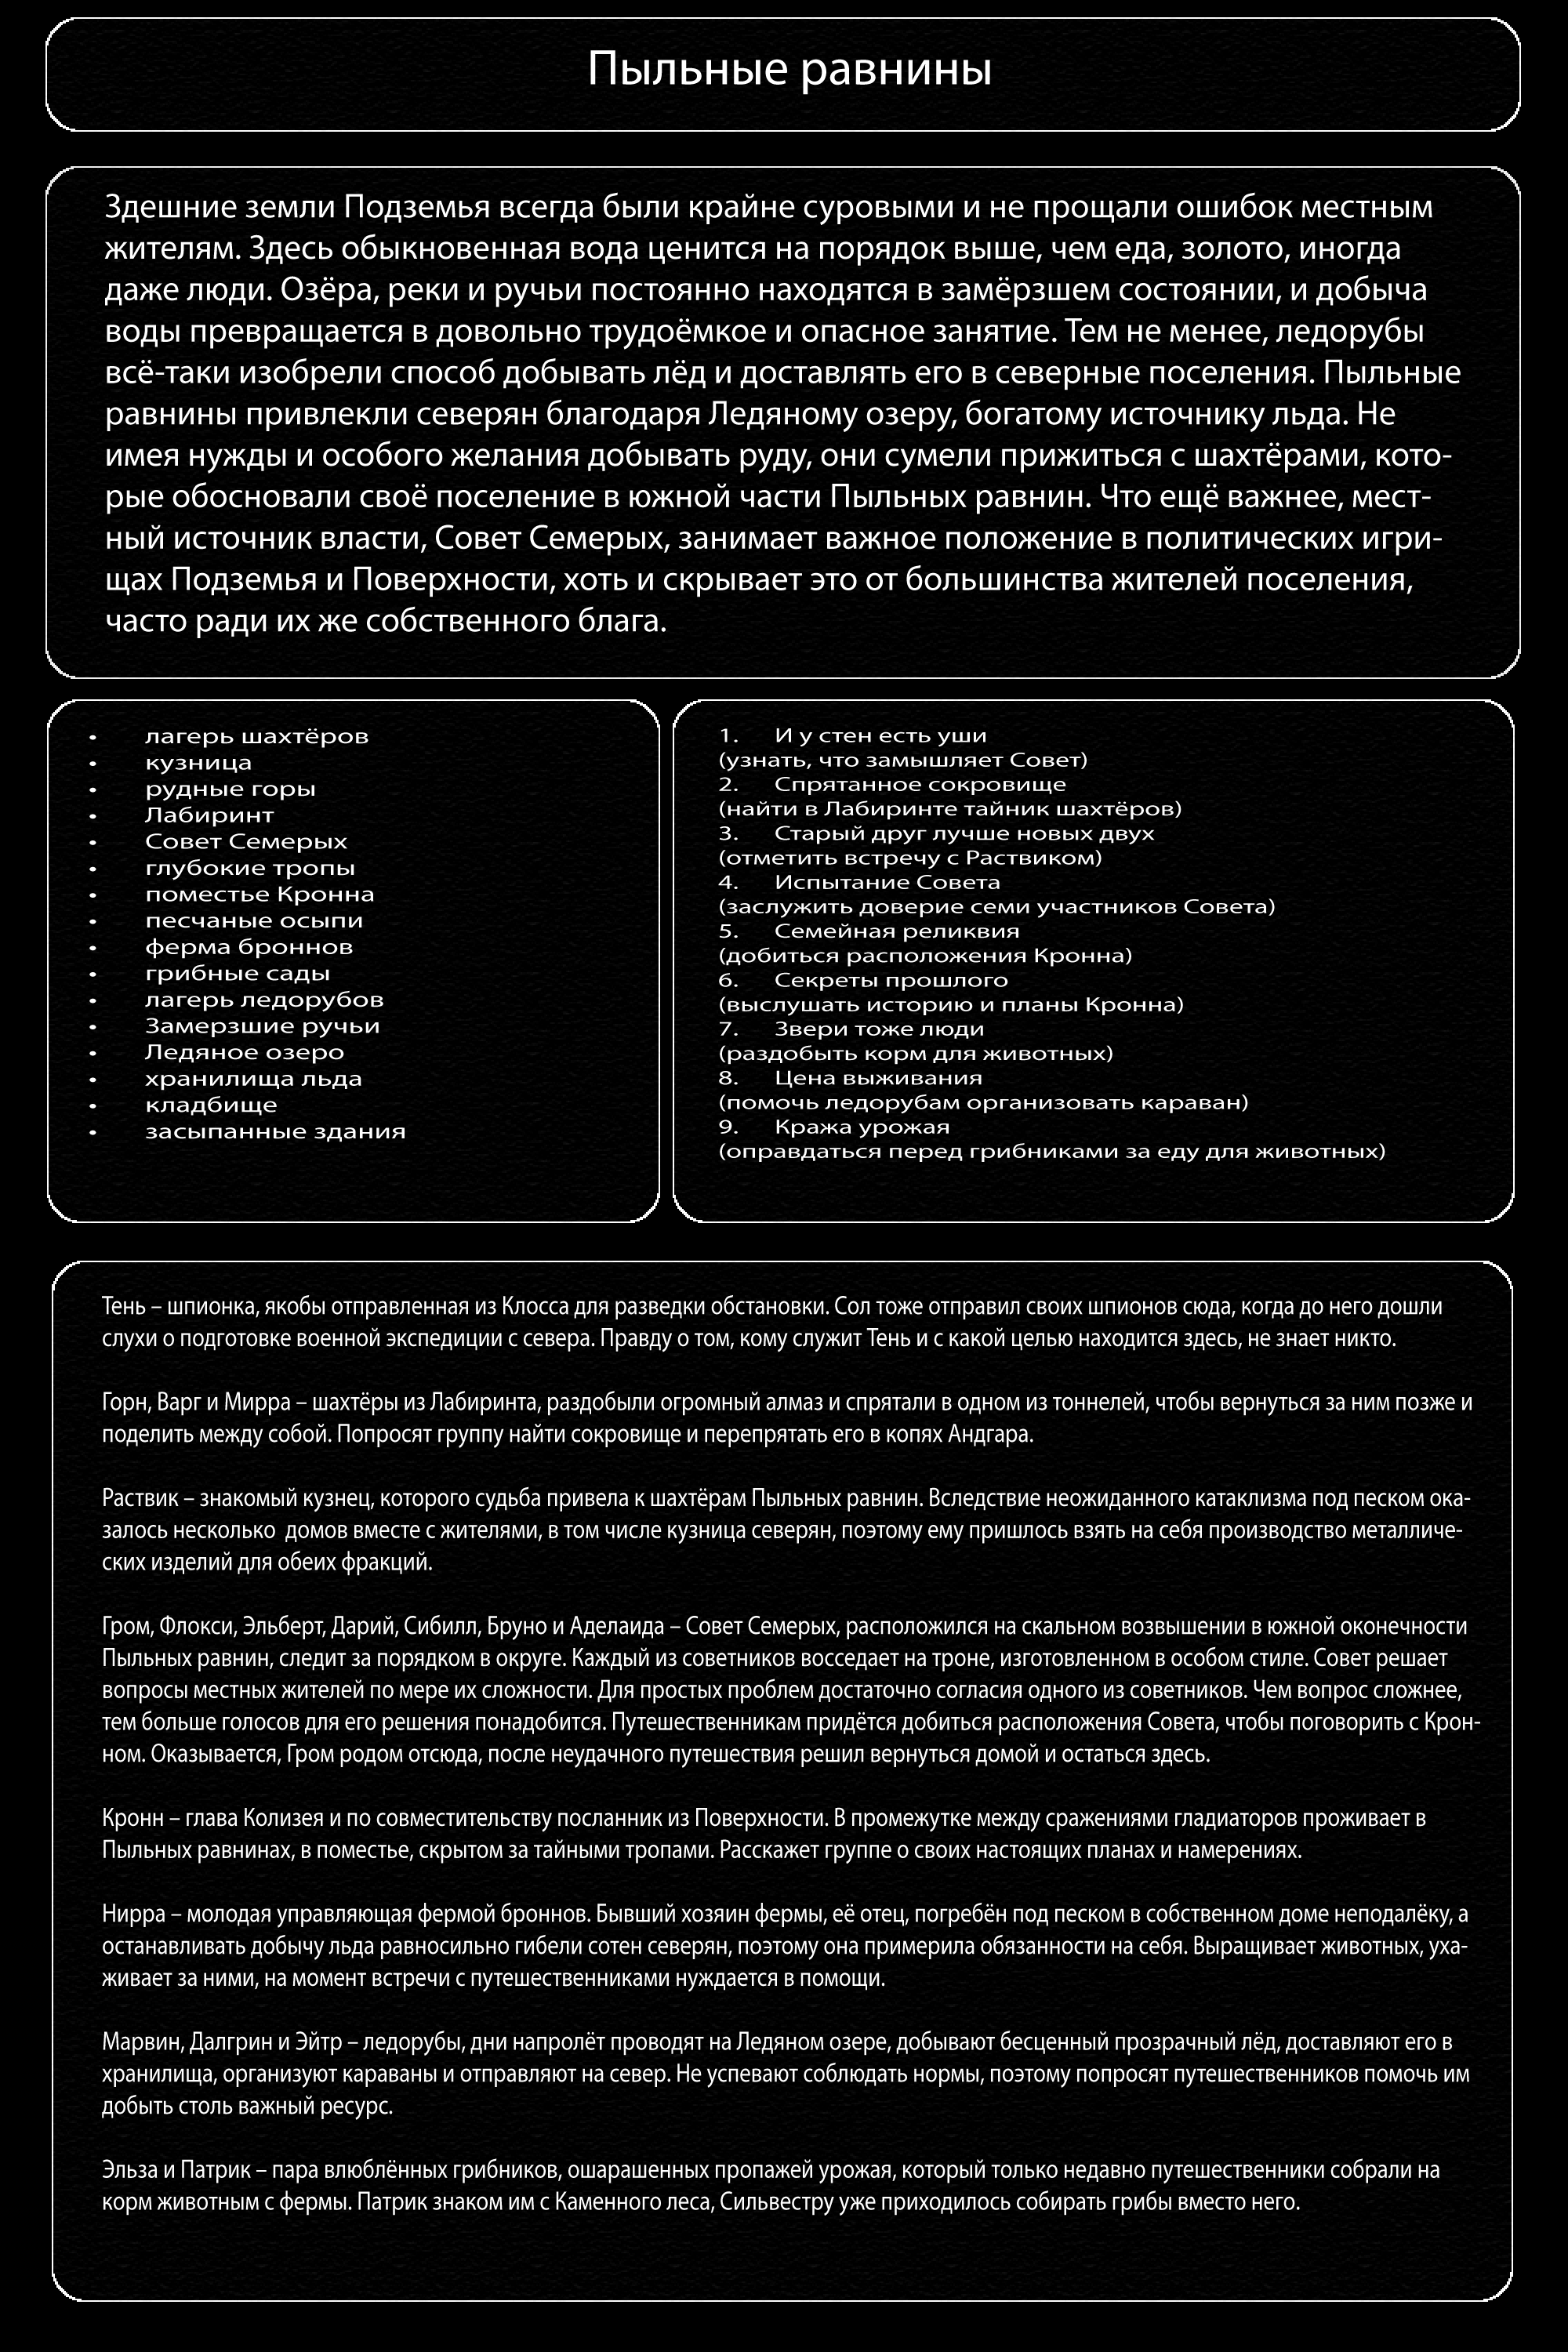 Пыльные равнины
Здешние земли Подземья всегда были крайне суровыми и не прощали ошибок местным
жителям. Здесь обыкновенная вода ценится на порядок выше, чем еда, золото, иногда
даже люди. Озёра, реки и ручьи постоянно находятся в замёрзшем состоянии, и добыча
воды превращается в довольно трудоёмкое и опасное занятие. Тем не менее, ледорубы
всё-таки изобрели способ добывать лёд и доставлять его в северные поселения. Пыльные
равнины привлекли северян благодаря Ледяному озеру, богатому источнику льда. Не
имея нужды и особого желания добывать руду, они сумели прижиться с шахтёрами, кото-
рые обосновали своё поселение в южной части Пыльных равнин. Что ещё важнее, мест-
ный источник власти, Совет Семерых, занимает важное положение в политических игри-
щах Подземья и Поверхности, хоть и скрывает это от большинства жителей поселения,
часто ради их же собственного блага.
• лагерь шахтёров
• кузница
• рудные горы
• Лабиринт
• Совет Семерых
• глубокие тропы
• поместье Кронна
• песчаные осыпи
• ферма броннов
• грибные сады
• лагерь ледорубов
• Замерзшие ручьи
• Ледяное озеро
• хранилища льда
• кладбище
• засыпанные здания
1. И у стен есть уши
(узнать, что замышляет Совет)
2. Спрятанное сокровище
(найти в Лабиринте тайник шахтёров)
3. Старый друг лучше новых двух
(отметить встречу с Раствиком)
4. Испытание Совета
(заслужить доверие семи участников Совета)
5. Семейная реликвия
(добиться расположения Кронна)
6. Секреты прошлого
(выслушать историю и планы Кронна)
7. Звери тоже люди
(раздобыть корм для животных)
8. Цена выживания
(помочь ледорубам организовать караван)
9. Кража урожая
(оправдаться перед грибниками за еду для животных)
Тень – шпионка, якобы отправленная из Клосса для разведки обстановки. Сол тоже отправил своих шпионов сюда, когда до него дошли
слухи о подготовке военной экспедиции с севера. Правду о том, кому служит Тень и с какой целью находится здесь, не знает никто.
Горн, Варг и Мирра – шахтёры из Лабиринта, раздобыли огромный алмаз и спрятали в одном из тоннелей, чтобы вернуться за ним позже и
поделить между собой. Попросят группу найти сокровище и перепрятать его в копях Андгара.
Раствик – знакомый кузнец, которого судьба привела к шахтёрам Пыльных равнин. Вследствие неожиданного катаклизма под песком ока-
залось несколько  домов вместе с жителями, в том числе кузница северян, поэтому ему пришлось взять на себя производство металличе-
ских изделий для обеих фракций.
Гром, Флокси, Эльберт, Дарий, Сибилл, Бруно и Аделаида – Совет Семерых, расположился на скальном возвышении в южной оконечности
Пыльных равнин, следит за порядком в округе. Каждый из советников восседает на троне, изготовленном в особом стиле. Совет решает
вопросы местных жителей по мере их сложности. Для простых проблем достаточно согласия одного из советников. Чем вопрос сложнее,
тем больше голосов для его решения понадобится. Путешественникам придётся добиться расположения Совета, чтобы поговорить с Крон-
ном. Оказывается, Гром родом отсюда, после неудачного путешествия решил вернуться домой и остаться здесь.
Кронн – глава Колизея и по совместительству посланник из Поверхности. В промежутке между сражениями гладиаторов проживает в
Пыльных равнинах, в поместье, скрытом за тайными тропами. Расскажет группе о своих настоящих планах и намерениях.
Нирра – молодая управляющая фермой броннов. Бывший хозяин фермы, её отец, погребён под песком в собственном доме неподалёку, а
останавливать добычу льда равносильно гибели сотен северян, поэтому она примерила обязанности на себя. Выращивает животных, уха-
живает за ними, на момент встречи с путешественниками нуждается в помощи.
Марвин, Далгрин и Эйтр – ледорубы, дни напролёт проводят на Ледяном озере, добывают бесценный прозрачный лёд, доставляют его в
хранилища, организуют караваны и отправляют на север. Не успевают соблюдать нормы, поэтому попросят путешественников помочь им
добыть столь важный ресурс.
Эльза и Патрик – пара влюблённых грибников, ошарашенных пропажей урожая, который только недавно путешественники собрали на
корм животным с фермы. Патрик знаком им с Каменного леса, Сильвестру уже приходилось собирать грибы вместо него.